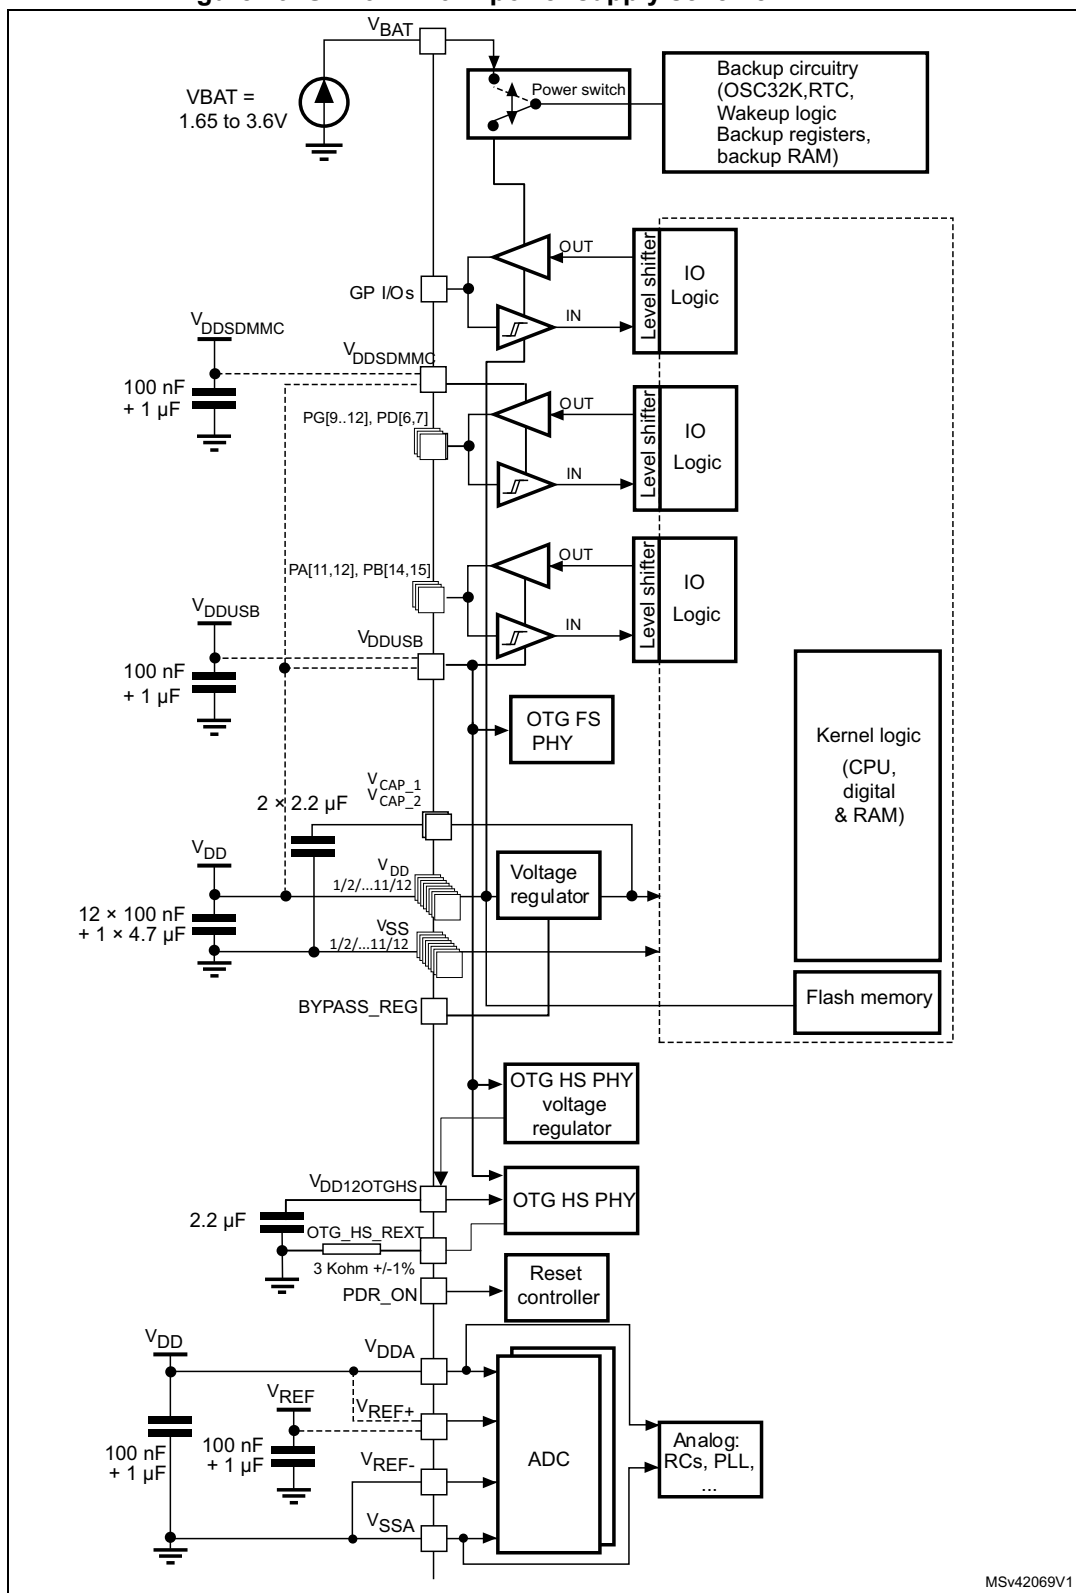 VBAT
VBAT =
1.65 to 3.6V
Power switch
Backup circuitry
(OSC32K,RTC,
Wakeup logic
Backup registers,
backup RAM)
OUT
GP I/Os
IN
Level shifter
IO
Logic
VDDSDMMC
100 nF
+ 1 µF
VDDSDMMC
PG[9..12], PD[6,7]
OUT
IN
Level shifter
IO
Logic
PA[11,12], PB[14,15]
OUT
IN
Level shifter
IO
Logic
VDDUSB
100 nF
+ 1 µF
VDDUSB
OTG FS
PHY
Kernel logic
(CPU,
digital
& RAM)
VCAP_1
VCAP_2
2 × 2.2 µF
VDD
12 × 100 nF
+ 1 × 4.7 µF
VDD
1/2/...11/12
Voltage
regulator
VSS
1/2/...11/12
BYPASS_REG
Flash memory
OTG HS PHY
voltage
regulator
VDD12OTGHS
2.2 µF
OTG HS PHY
OTG_HS_REXT
3 Kohm +/-1%
PDR_ON
Reset
controller
VDD
100 nF
+ 1 µF
VDDA
VREF
100 nF
+ 1 µF
VREF+
VREF-
VSSA
ADC
Analog:
RCs, PLL,
...
MSv42069V1